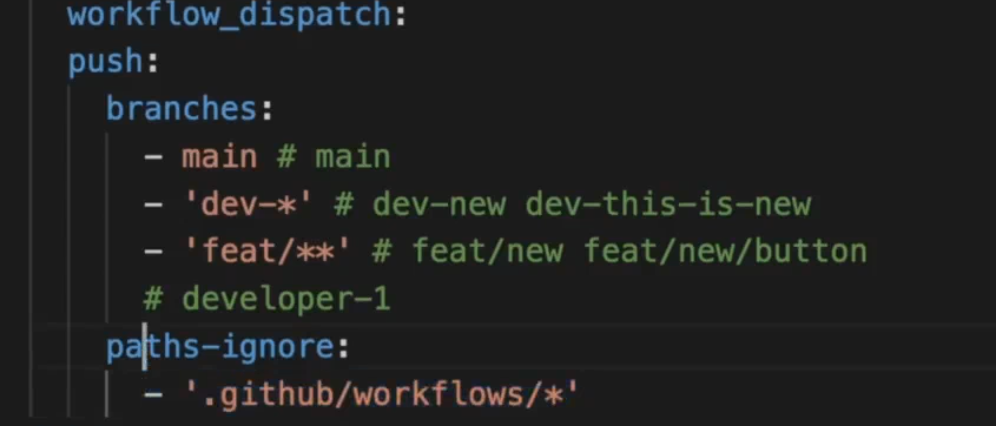 workflow_dispatch:
push:
branches:
- main # main
- 'dev-*' # dev-new dev-this-is-new
- 'feat/**' # feat/new feat/new/button
# developer-1
paths-ignore:
- '.github/workflows/*'